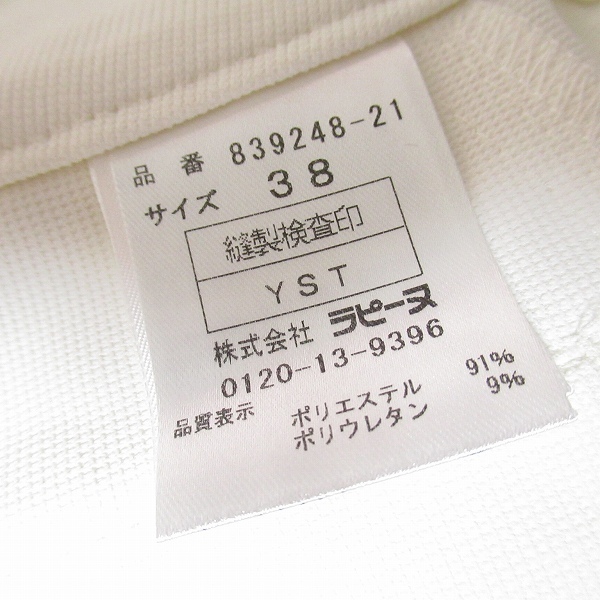 品番 839248-21
サイズ 38
縫製検査印
YST
株式会社 ラピーヌ
0120-13-9396
品質表示 ポリエステル 91%
ポリウレタン 9%